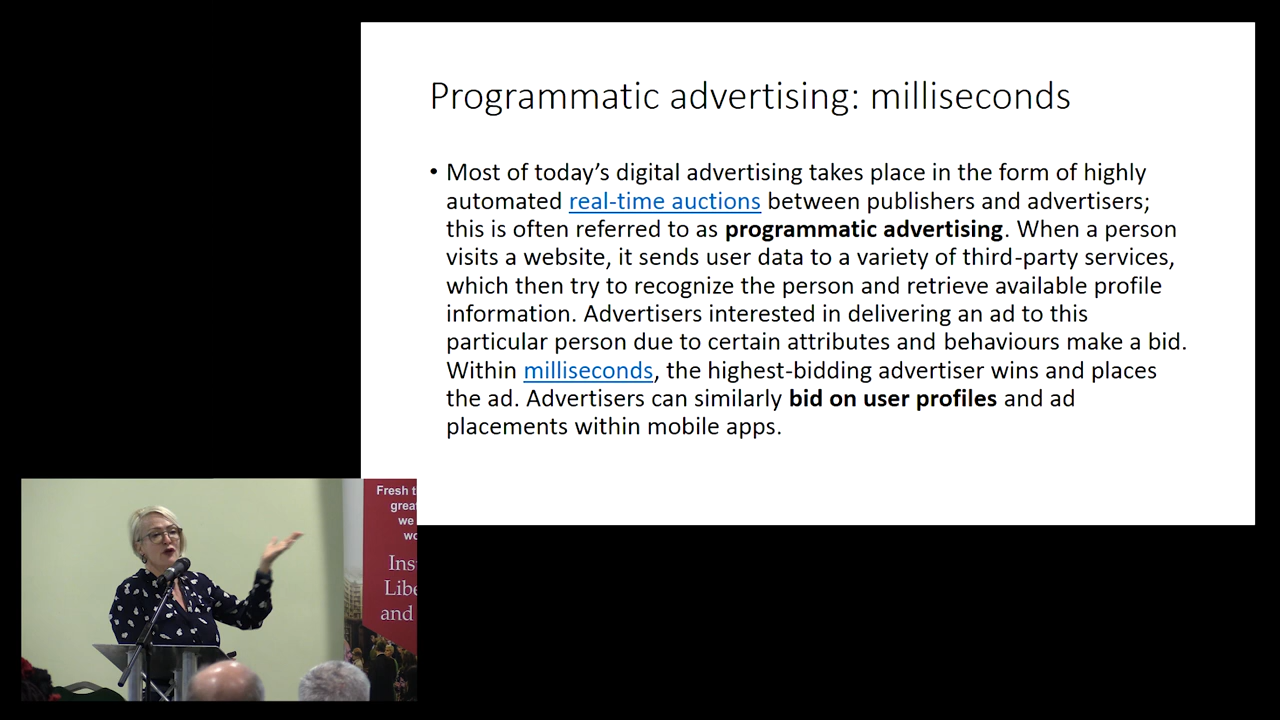 Programmatic advertising: milliseconds
• Most of today’s digital advertising takes place in the form of highly
automated real-time auctions between publishers and advertisers;
this is often referred to as programmatic advertising. When a person
visits a website, it sends user data to a variety of third-party services,
which then try to recognize the person and retrieve available profile
information. Advertisers interested in delivering an ad to this
particular person due to certain attributes and behaviours make a bid.
Within milliseconds, the highest-bidding advertiser wins and places
the ad. Advertisers can similarly bid on user profiles and ad
placements within mobile apps.
Fresh
we
and